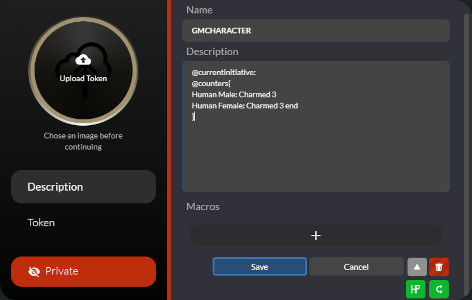 Upload Token
Chose an image before
continuing
Description
Token
Private
Name
GMCHARACTER
Description
@currentinitiative:
@counters[
Human Male: Charmed 3
Human Female: Charmed 3 end
]
Macros
+
Save
Cancel
HP
C